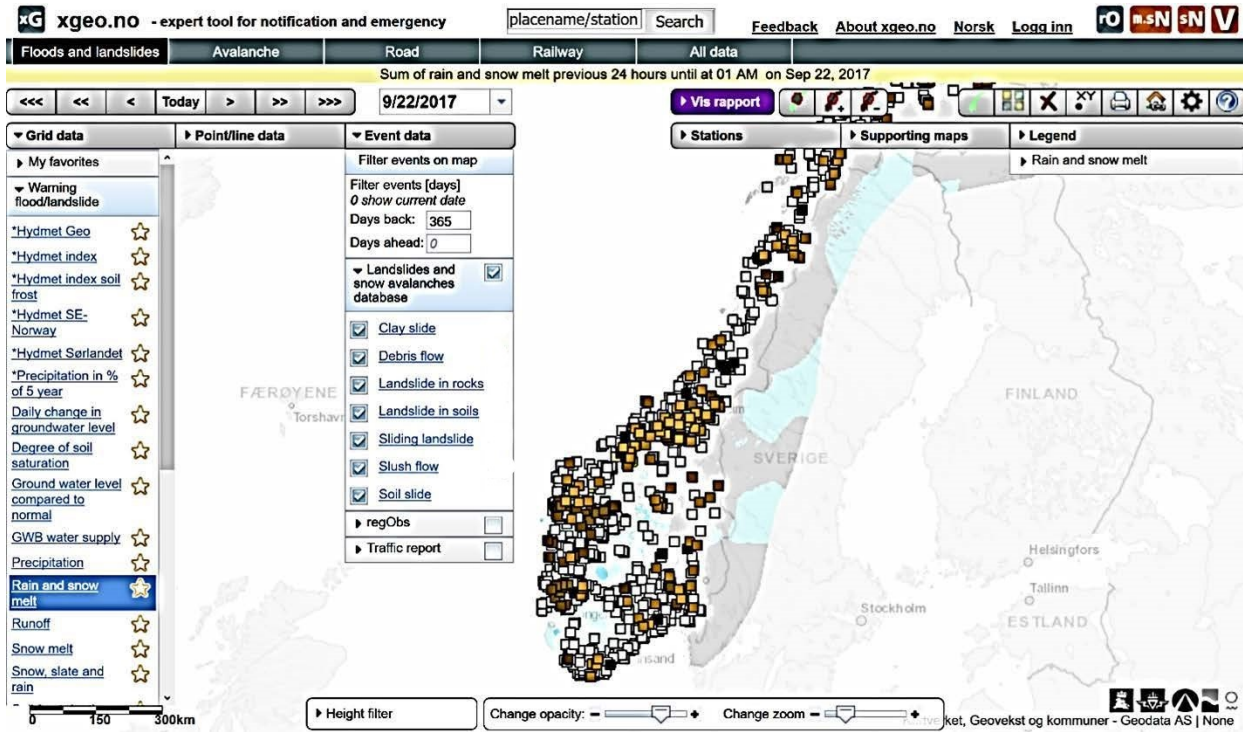 xG xgeo.no - expert tool for notification and emergency
placename/station Search
Feedback About xgeo.no Norsk Logg inn
rO m.sN sN V
Floods and landslides Avalanche Road Railway All data
Sum of rain and snow melt previous 24 hours until at 01 AM on Sep 22, 2017
<<< << < Today > >> >>> 9/22/2017
Vis rapport
XY
Grid data
Point/line data
Event data
Stations
Supporting maps
Legend
Rain and snow melt
My favorites
Warning
flood/landslide
*Hydmet Geo
*Hydmet index
*Hydmet index soil
frost
*Hydmet SE-
Norway
*Hydmet Sørlandet
*Precipitation in %
of 5 year
Daily change in
groundwater level
Degree of soil
saturation
Ground water level
compared to
normal
GWB water supply
Precipitation
Rain and snow
melt
Runoff
Snow melt
Snow, slate and
rain
Filter events on map
Filter events [days]
0 show current date
Days back: 365
Days ahead: 0
Landslides and
snow avalanches
database
Clay slide
Debris flow
Landslide in rocks
Landslide in soils
Sliding landslide
Slush flow
Soil slide
regObs
Traffic report
FÆRØYENE
Torshavn
FINLAND
SVERIGE
Helsingfors
Tallinn
Stockholm
ESTLAND
0 150 300km
Height filter
Change opacity: - + Change zoom - +
ket, Geovekst og kommuner - Geodata AS | None